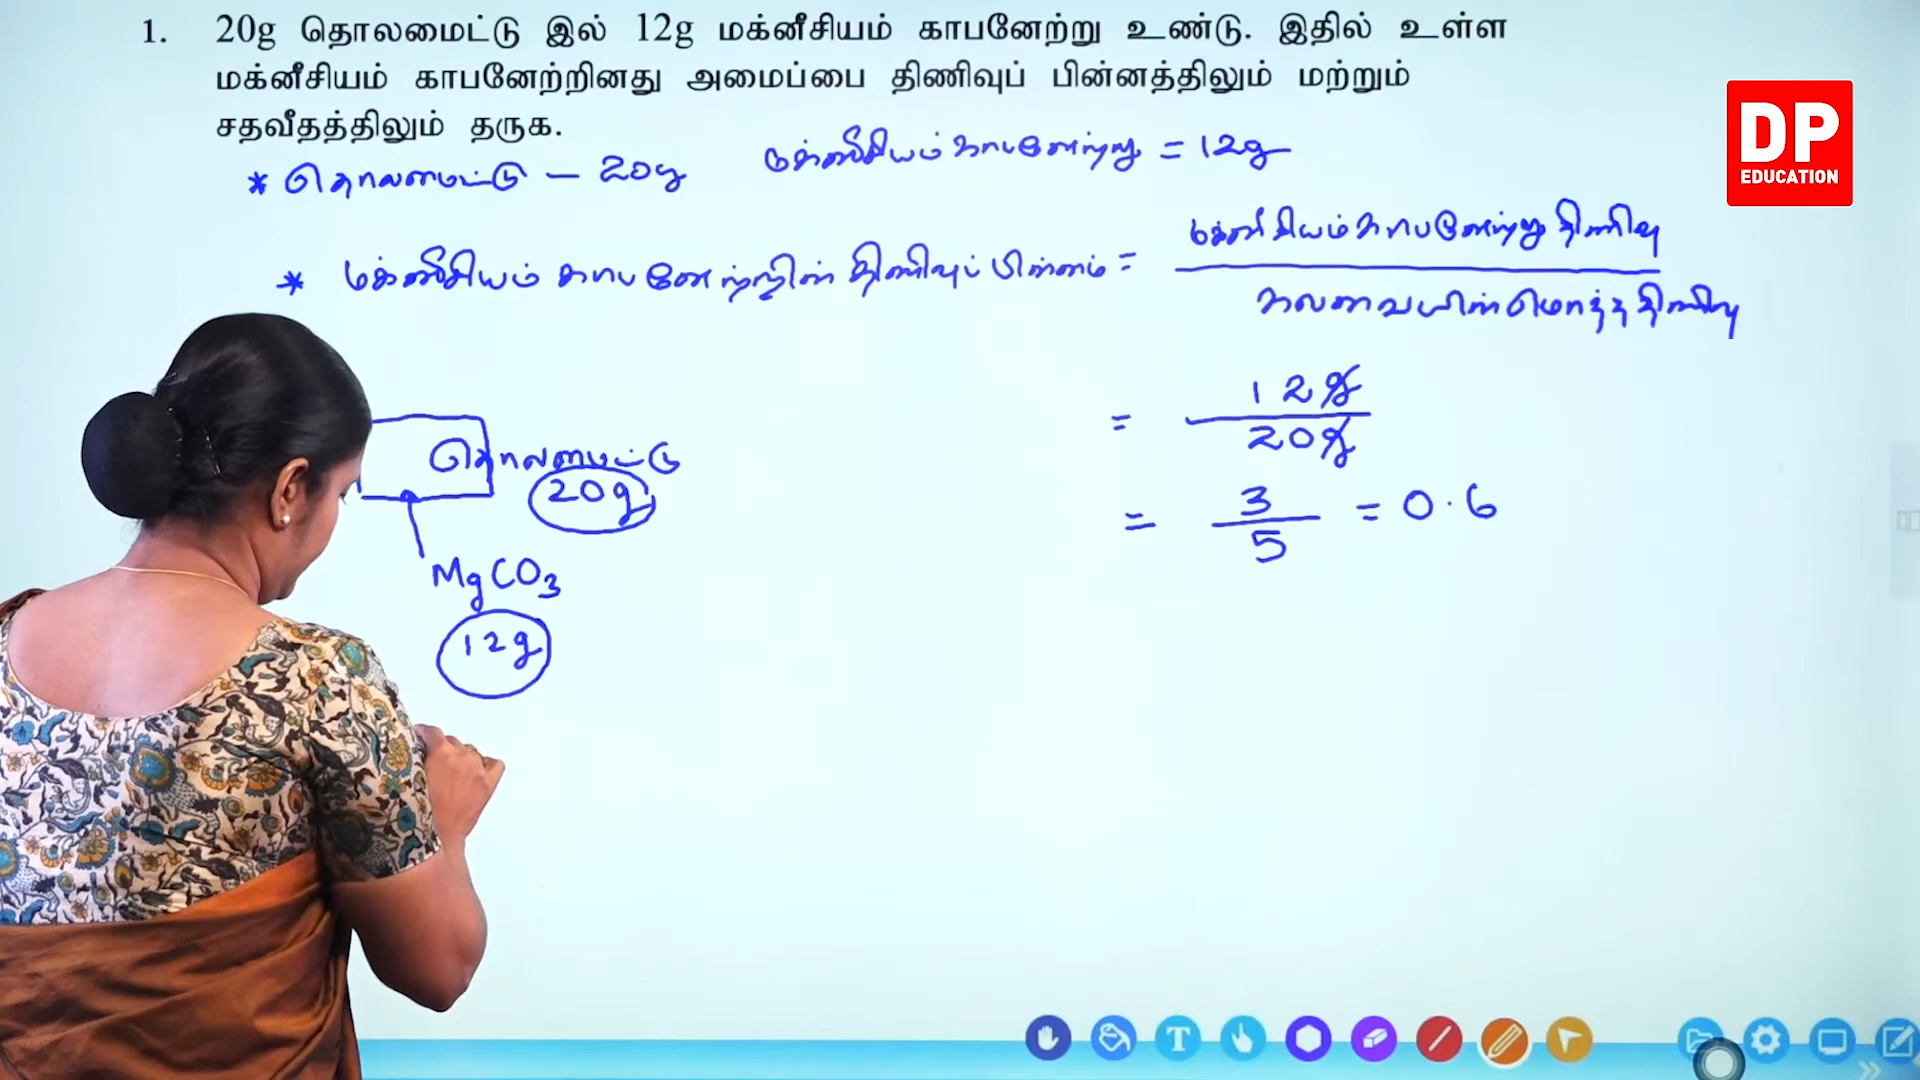 1. 20g தொலமைட்டு இல் 12g மக்னீசியம் காபனேற்று உண்டு. இதில் உள்ள
மக்னீசியம் காபனேற்றினது அமைப்பை திணிவுப் பின்னத்திலும் மற்றும்
சதவீதத்திலும் தருக.
DP
EDUCATION
* தொலமைட்டு – 20g மக்னீசியம் காபனேற்று = 12g
* மக்னீசியம் காபனேற்றின் திணிவுப் பின்னம் = மக்னீசியம் காபனேற்று திணிவு
கலவையின் மொத்த திணிவு
= 12g
20g
= 3 = 0.6
5
தொலமைட்டு
20g
MgCO3
12g